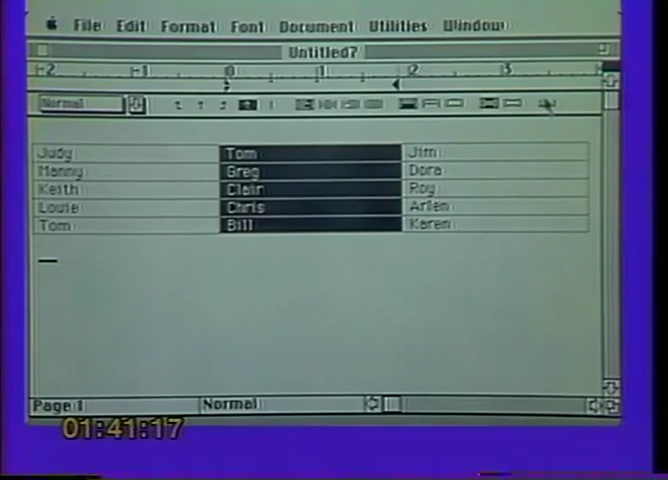 File Edit Format Font Document Utilities Window
Untitled7
-2 -1 0 1 2 3
Normal
Judy Tom Jim
Manny Greg Dora
Keith Clair Roy
Louie Chris Arlen
Tom Bill Karen
Page 1 Normal
01:41:17